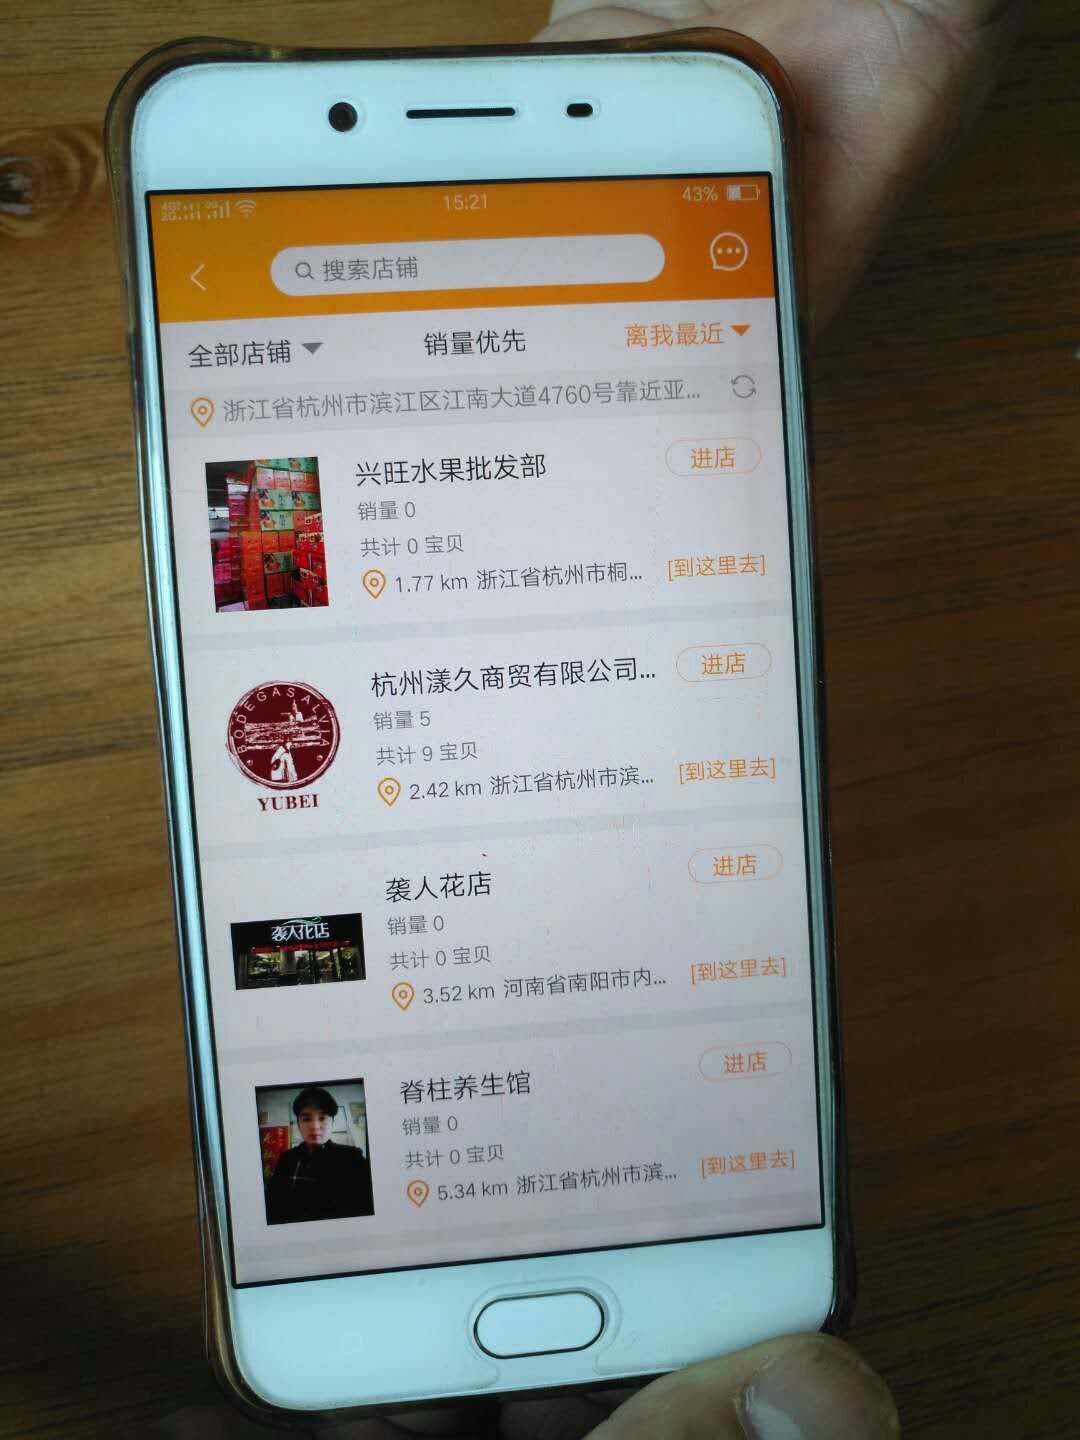 15:21
43%
搜索店铺
全部店铺
销量优先
离我最近
浙江省杭州市滨江区江南大道4760号靠近亚...
兴旺水果批发部
进店
销量 0
共计 0 宝贝
1.77 km 浙江省杭州市桐...
[到这里去]
BODEGAS ALVIA
YUBEI
杭州漾久商贸有限公司...
进店
销量 5
共计 9 宝贝
2.42 km 浙江省杭州市滨...
[到这里去]
袭人花店
袭人花店
进店
销量 0
共计 0 宝贝
3.52 km 河南省南阳市内...
[到这里去]
脊柱养生馆
进店
销量 0
共计 0 宝贝
5.34 km 浙江省杭州市滨...
[到这里去]